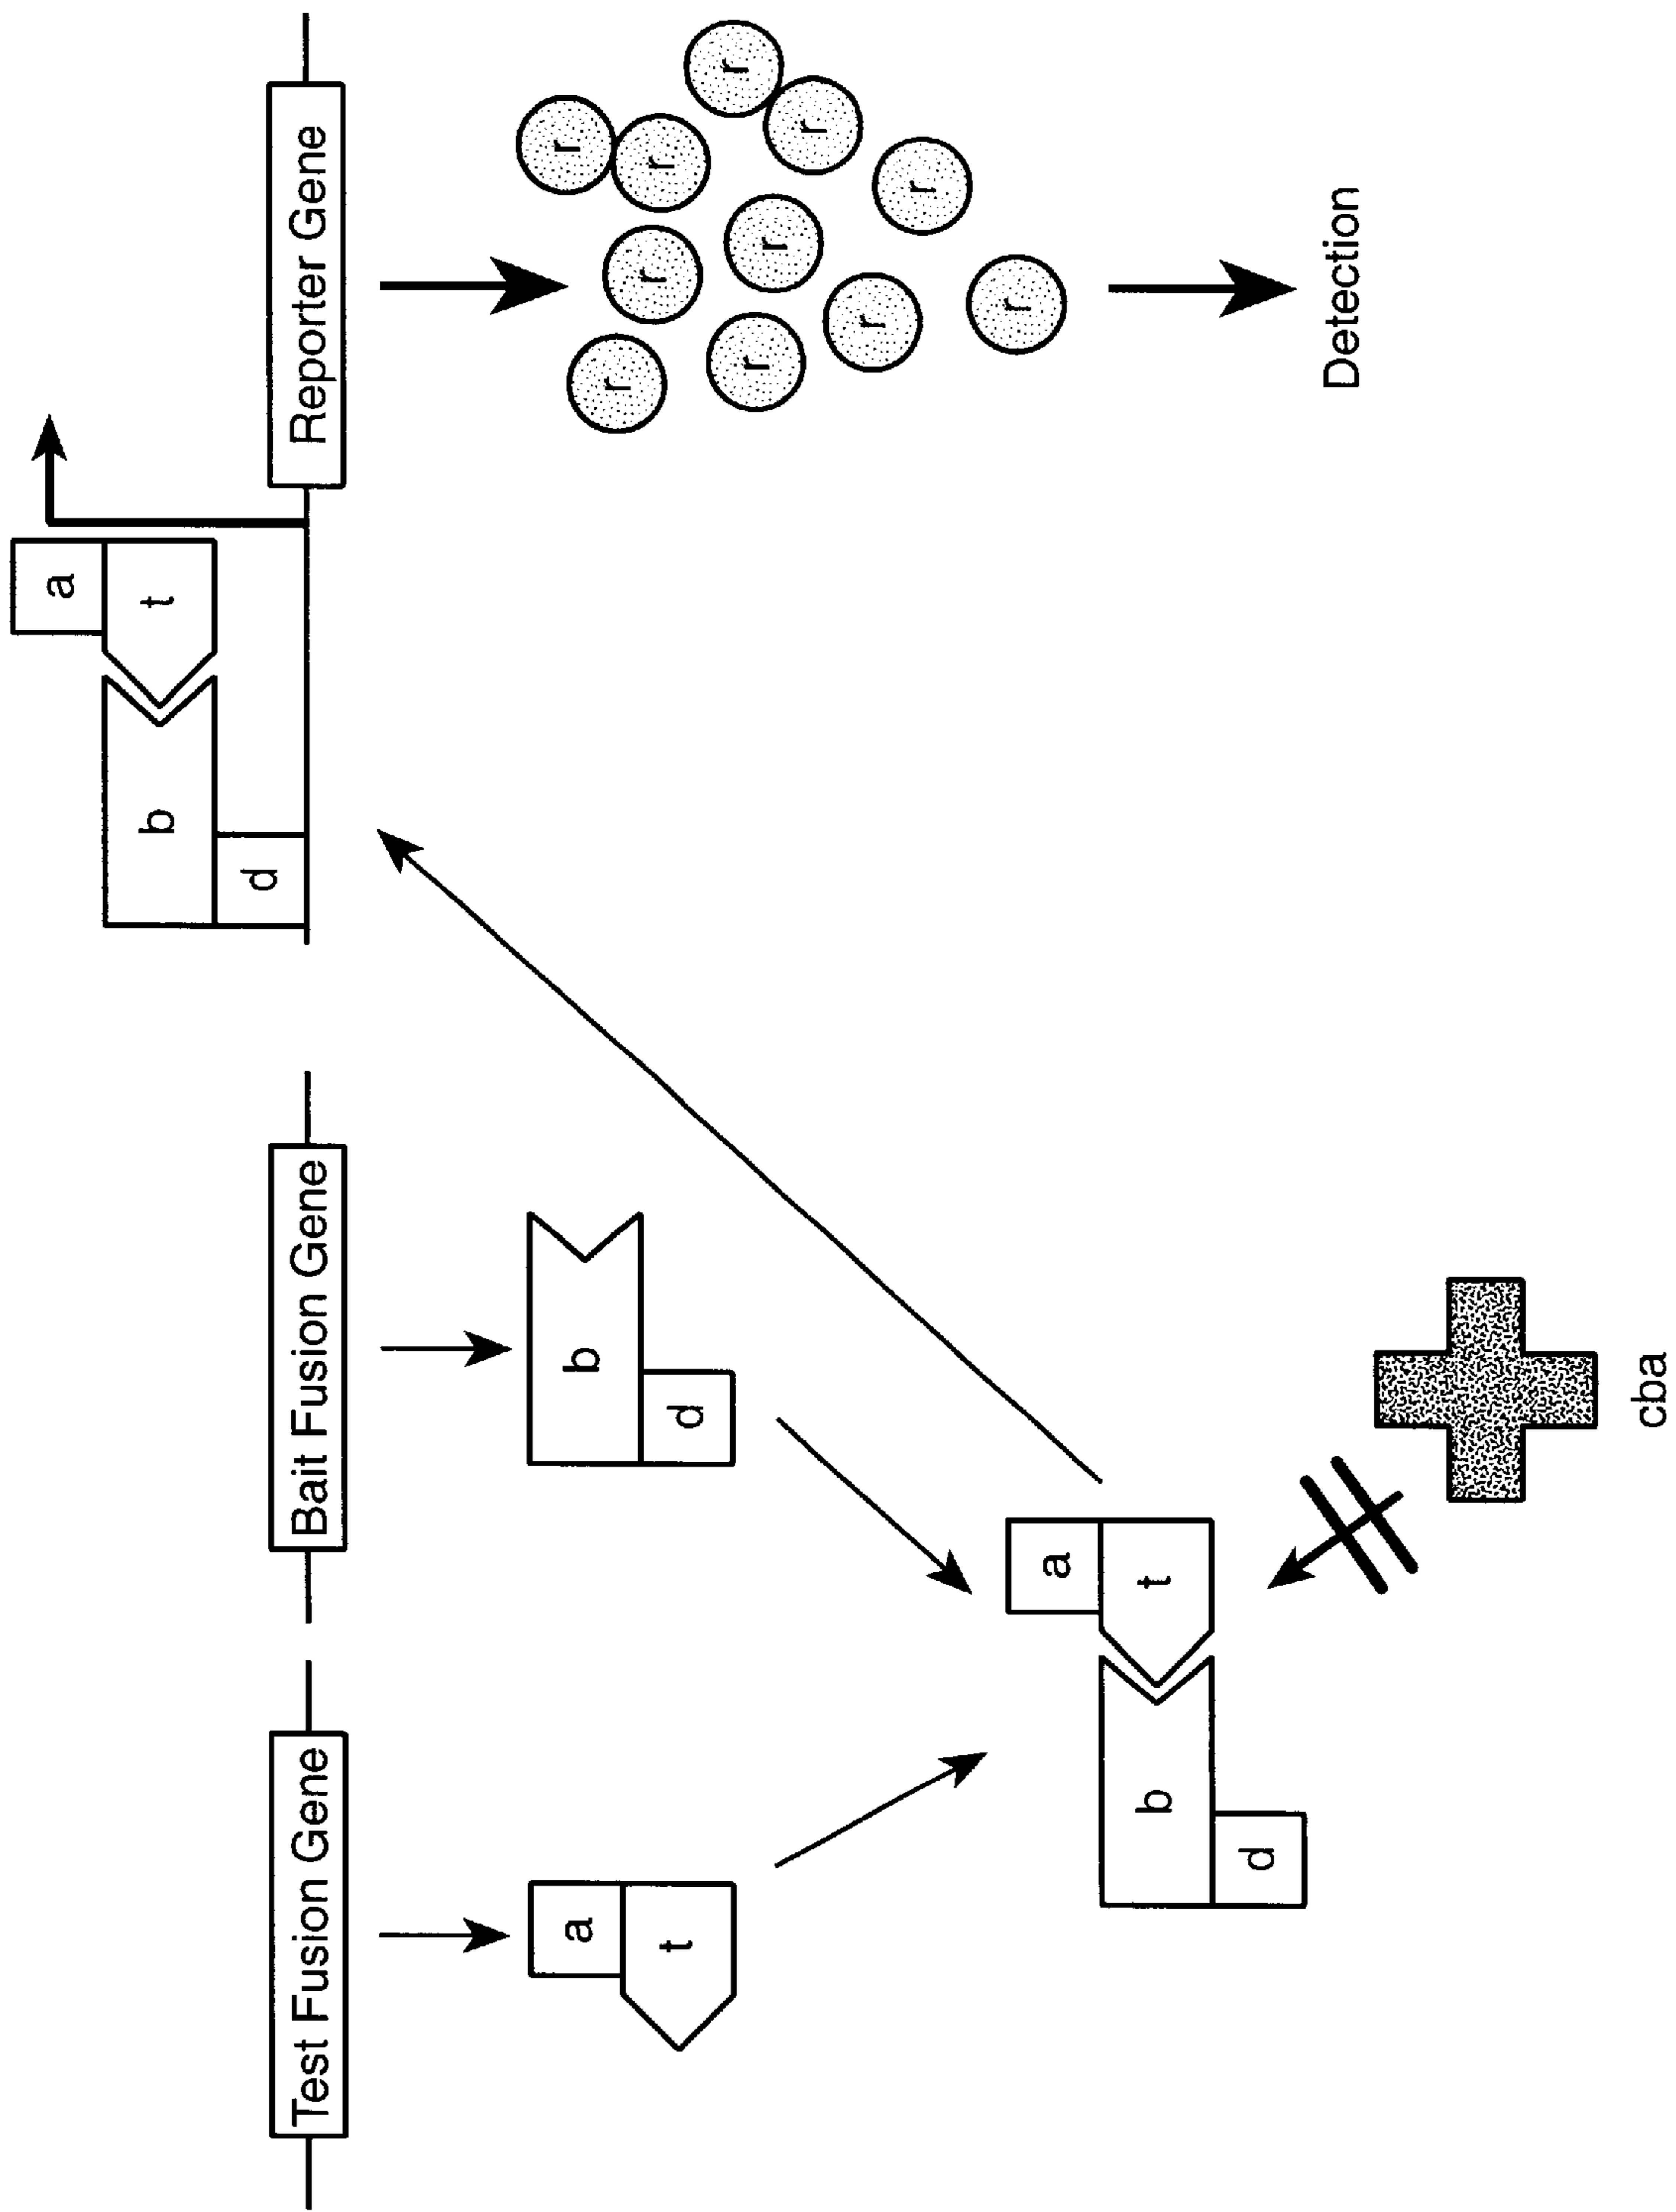 a
b t
d
Test Fusion Gene
Bait Fusion Gene
Reporter Gene
a
t
b
d
r
r
r
r
r
r
r
r
r
r
r
a
b t
d
Detection
cba